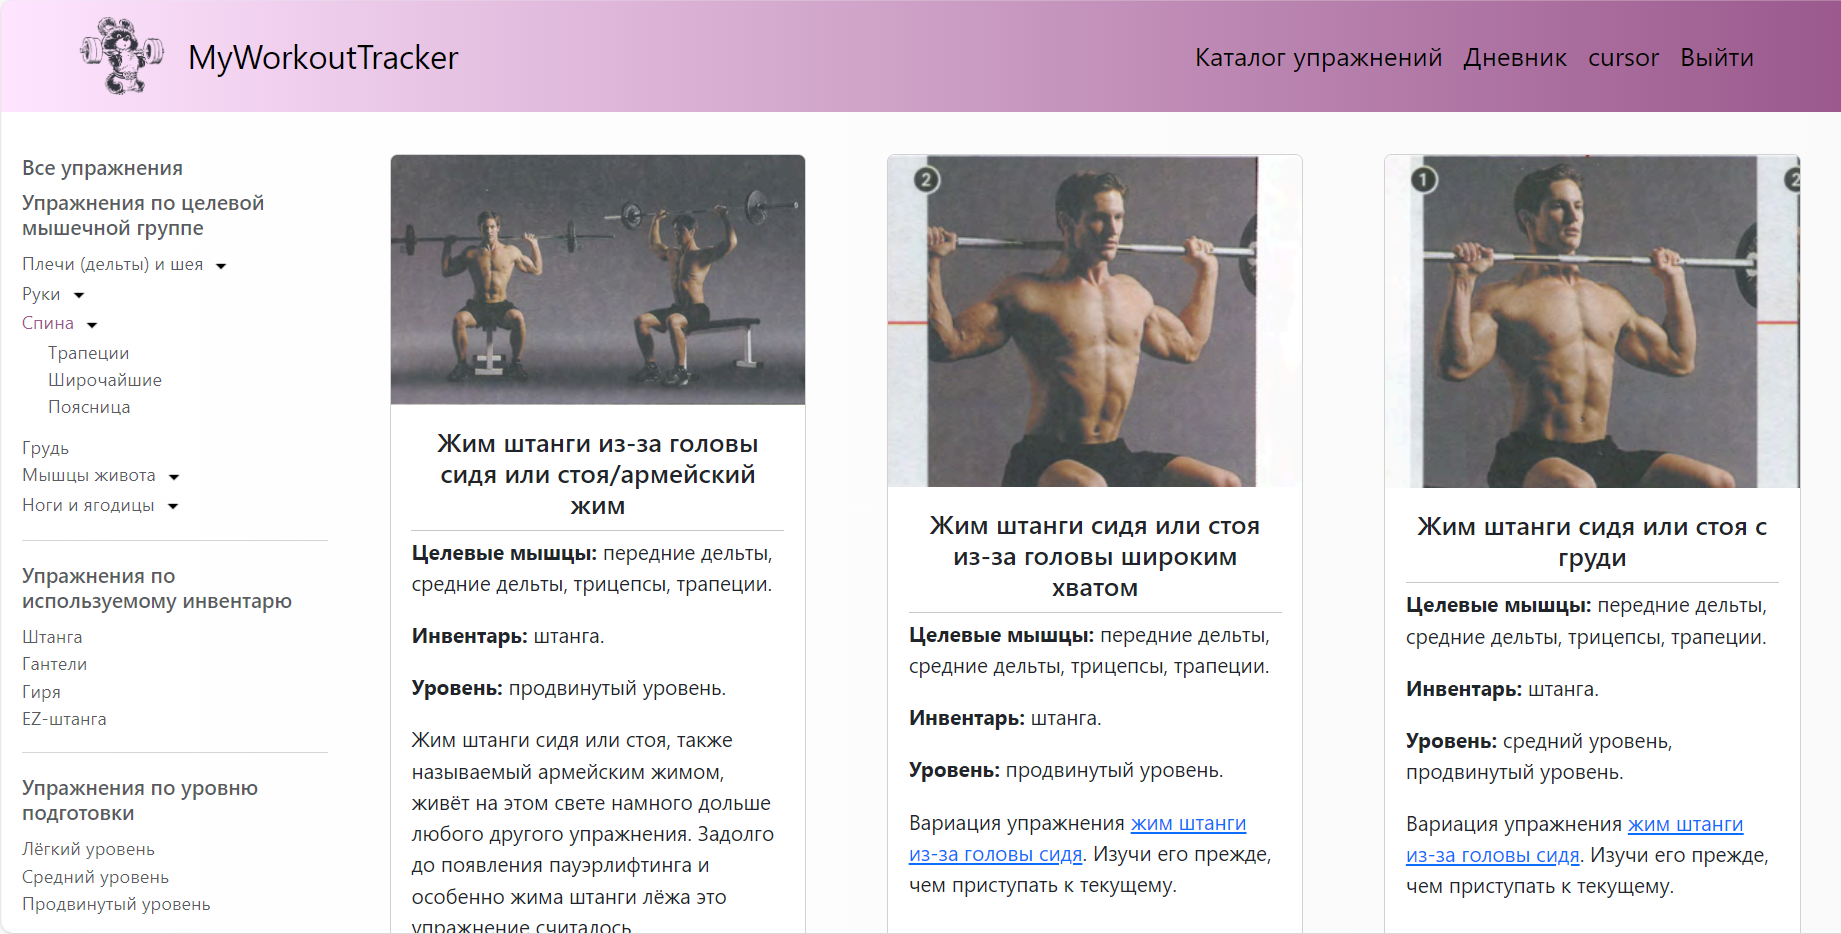 MyWorkoutTracker
Каталог упражнений
Дневник
cursor
Выйти
Все упражнения
Упражнения по целевой
мышечной группе
Плечи (дельты) и шея
Руки
Спина
Трапеции
Широчайшие
Поясница
Грудь
Мышцы живота
Ноги и ягодицы
Упражнения по
используемому инвентарю
Штанга
Гантели
Гиря
EZ-штанга
Упражнения по уровню
подготовки
Лёгкий уровень
Средний уровень
Продвинутый уровень
Жим штанги из-за головы
сидя или стоя/армейский
жим
Целевые мышцы: передние дельты,
средние дельты, трицепсы, трапеции.
Инвентарь: штанга.
Уровень: продвинутый уровень.
Жим штанги сидя или стоя, также
называемый армейским жимом,
живёт на этом свете намного дольше
любого другого упражнения. Задолго
до появления пауэрлифтинга и
особенно жима штанги лёжа это
упражнение считалось
2
Жим штанги сидя или стоя
из-за головы широким
хватом
Целевые мышцы: передние дельты,
средние дельты, трицепсы, трапеции.
Инвентарь: штанга.
Уровень: продвинутый уровень.
Вариация упражнения жим штанги
из-за головы сидя. Изучи его прежде,
чем приступать к текущему.
1
2
Жим штанги сидя или стоя с
груди
Целевые мышцы: передние дельты,
средние дельты, трицепсы, трапеции.
Инвентарь: штанга.
Уровень: средний уровень,
продвинутый уровень.
Вариация упражнения жим штанги
из-за головы сидя. Изучи его прежде,
чем приступать к текущему.